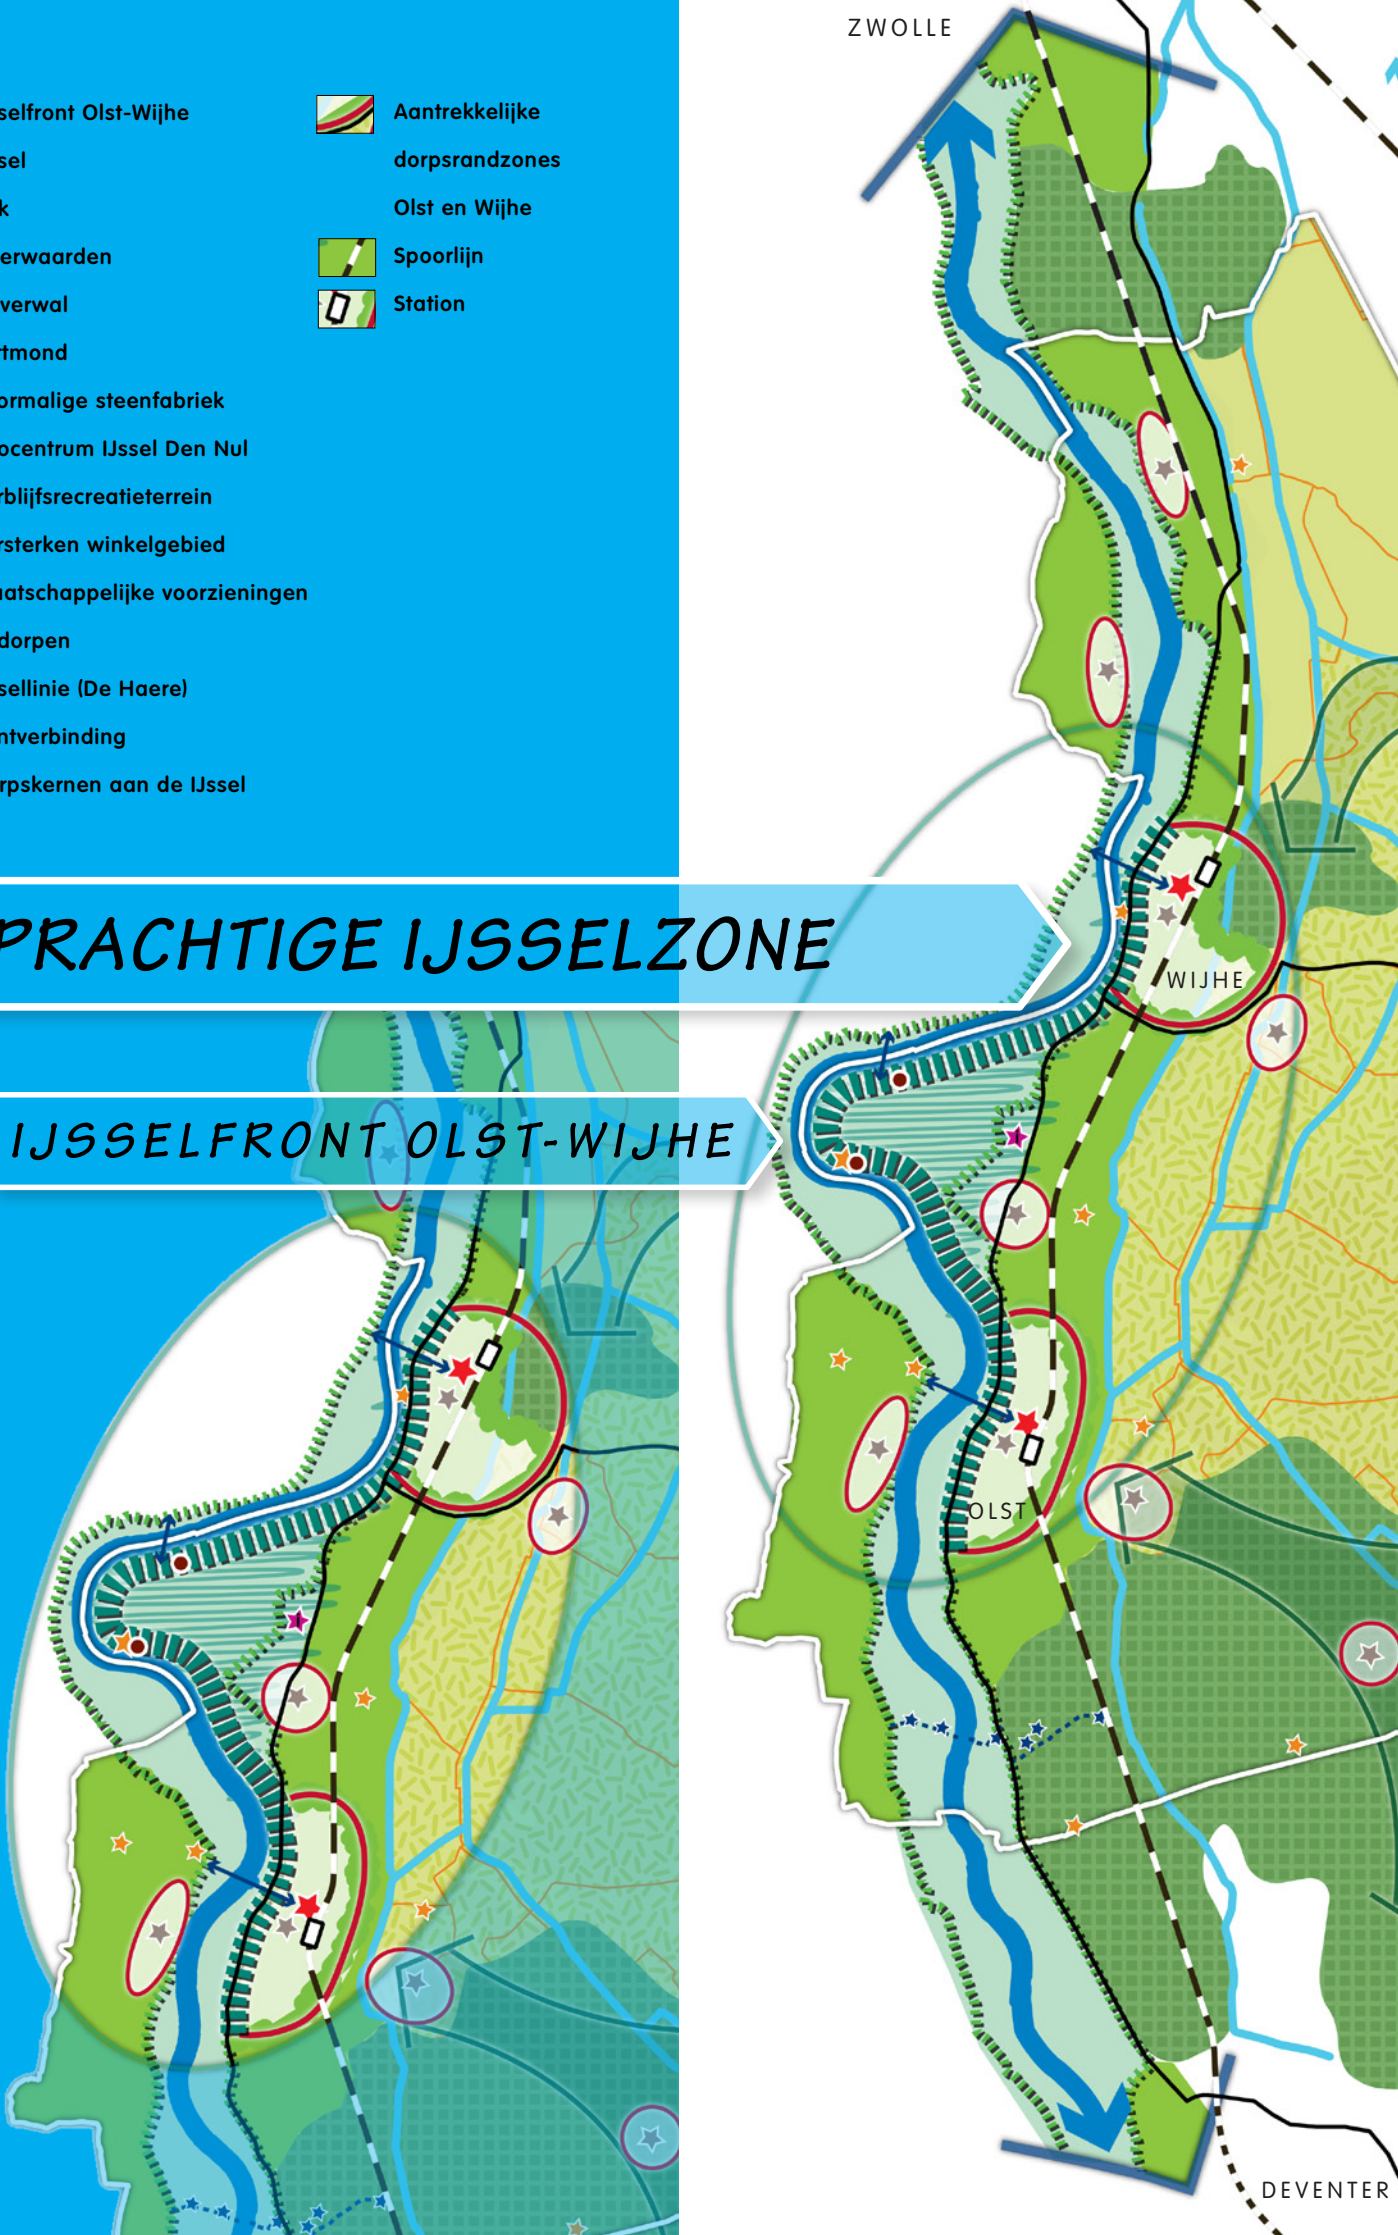 selfront Olst-Wijhe
sel
k
erwaarden
verwal
rtmond
ormalige steenfabriek
ocentrum IJssel Den Nul
rblijfsrecreatieterrein
rsterken winkelgebied
aatschappelijke voorzieningen
dorpen
sellinie (De Haere)
ntverbinding
rpskernen aan de IJssel
Aantrekkelijke
dorpsrandzones
Olst en Wijhe
Spoorlijn
Station
PRACHTIGE IJSSELZONE
IJSSELFRONT OLST-WIJHE
ZWOLLE
WIJHE
OLST
DEVENTER